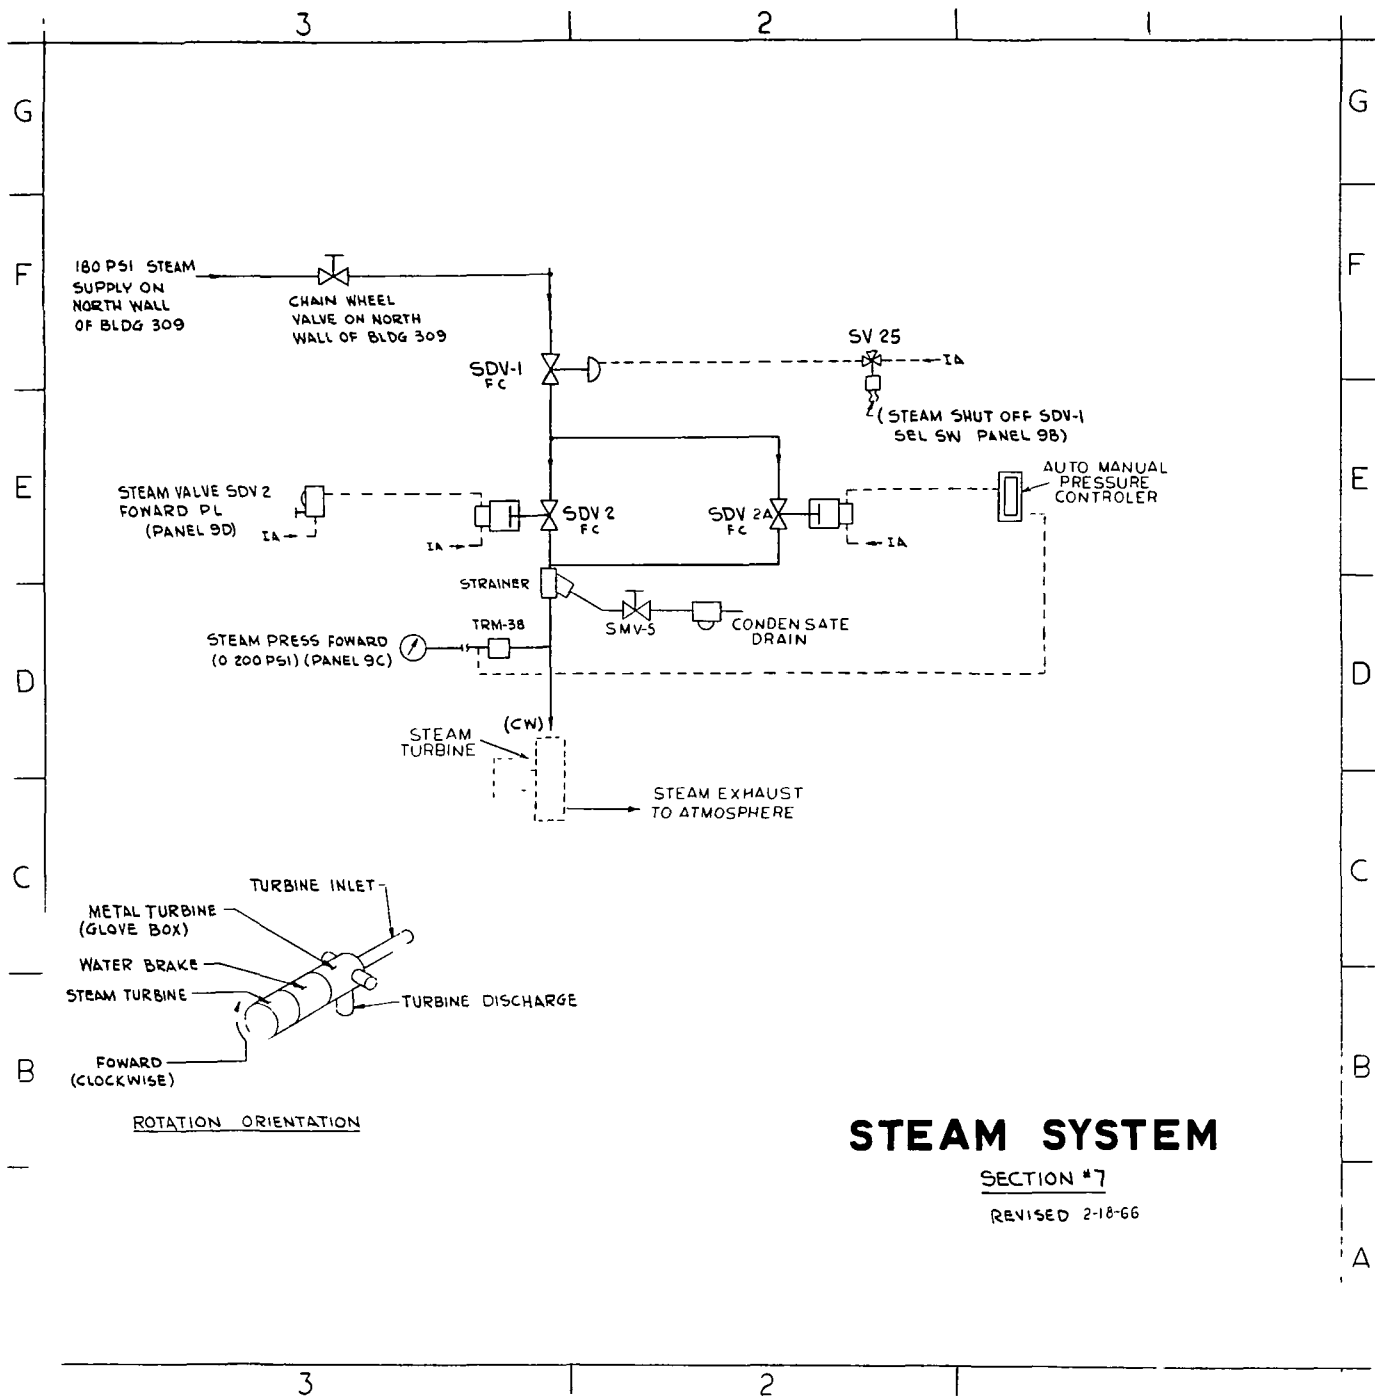 3
2
1
G
G
F
F
180 PSI STEAM
SUPPLY ON
NORTH WALL
OF BLDG 309
CHAIN WHEEL
VALVE ON NORTH
WALL OF BLDG 309
SDV-1
FC
SV 25
IA
(STEAM SHUT OFF SDV-1
SEL SW PANEL 9B)
E
E
STEAM VALVE SDV 2
FOWARD PL
(PANEL 9D)
IA
IA
SDV 2
FC
SDV 2A
FC
IA
AUTO MANUAL
PRESSURE
CONTROLER
STRAINER
SMV-5
CONDENSATE
DRAIN
TRM-38
STEAM PRESS FOWARD
(0 200 PSI) (PANEL 9C)
D
D
(CW)
STEAM
TURBINE
STEAM EXHAUST
TO ATMOSPHERE
C
C
TURBINE INLET
METAL TURBINE
(GLOVE BOX)
WATER BRAKE
STEAM TURBINE
TURBINE DISCHARGE
FOWARD
(CLOCKWISE)
B
B
ROTATION ORIENTATION
STEAM SYSTEM
SECTION #7
REVISED 2-18-66
A
3
2